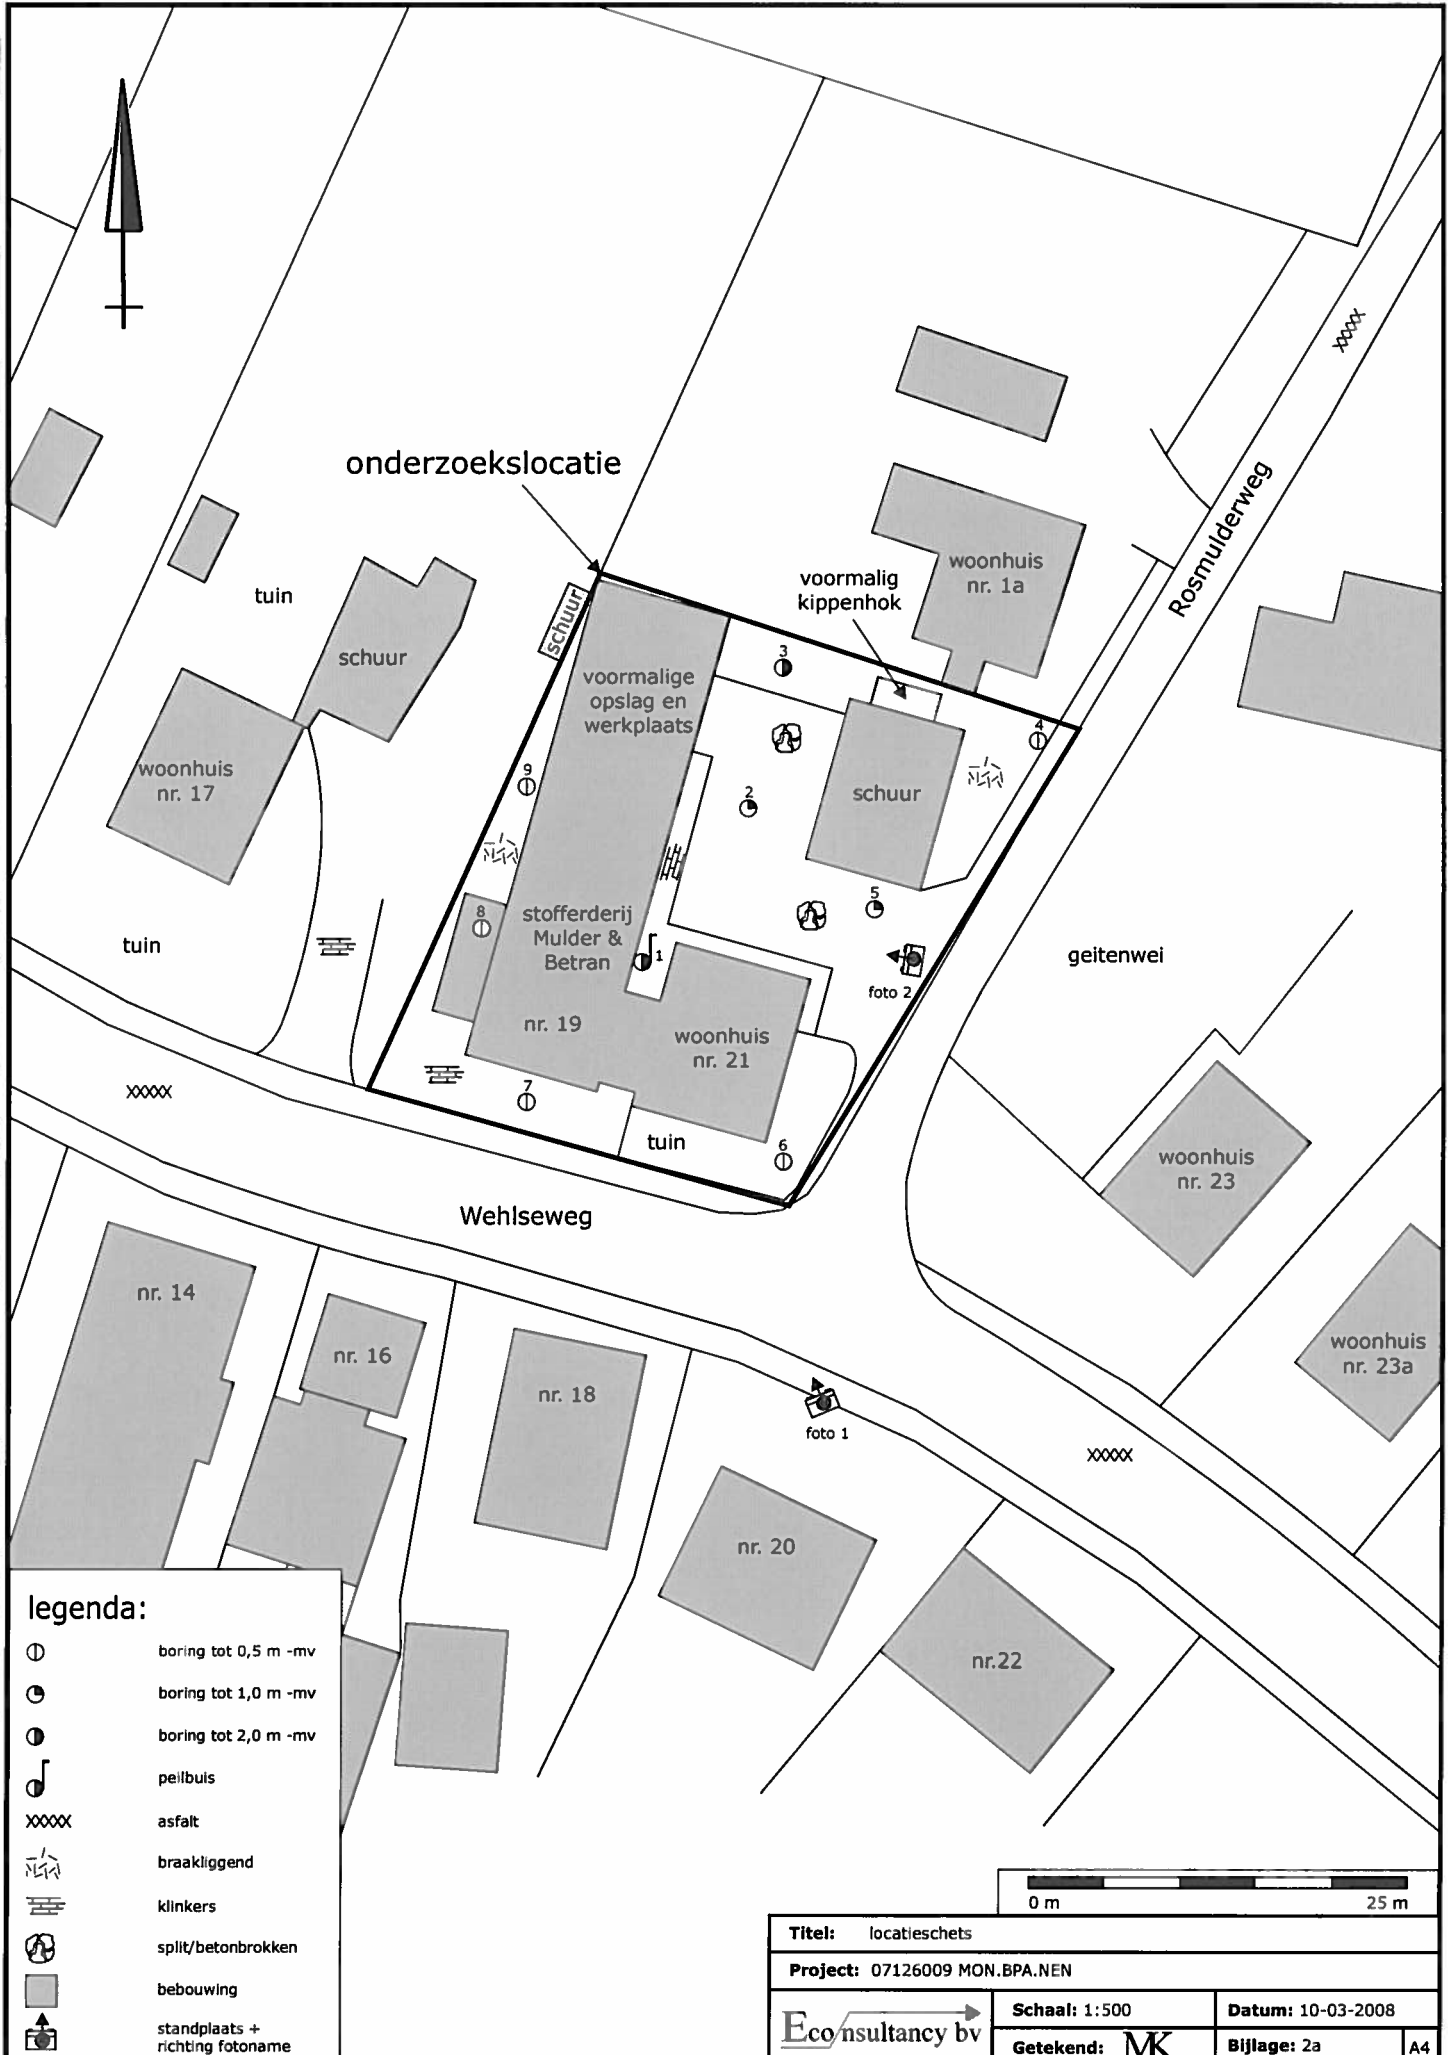 onderzoekslocatie
Rosmulderweg
woonhuis
nr. 1a
voormalig
kippenhok
tuin
schuur
schuur
3
voormalige
opslag en
werkplaats
4
woonhuis
nr. 17
9
2
schuur
5
8
stofferderij
Mulder &
Betran
1
tuin
geitenwei
foto 2
nr. 19
woonhuis
nr. 21
7
tuin
6
woonhuis
nr. 23
Wehlseweg
nr. 14
nr. 16
nr. 18
woonhuis
nr. 23a
foto 1
nr. 20
nr.22
legenda:
boring tot 0,5 m -mv
boring tot 1,0 m -mv
boring tot 2,0 m -mv
peilbuis
asfalt
braakliggend
klinkers
split/betonbrokken
bebouwing
standplaats +
richting fotoname
0 m 25 m
Titel: locatieschets
Project: 07126009 MON.BPA.NEN
Econsultancy bv
Schaal: 1:500
Datum: 10-03-2008
Getekend: MK
Bijlage: 2a
A4